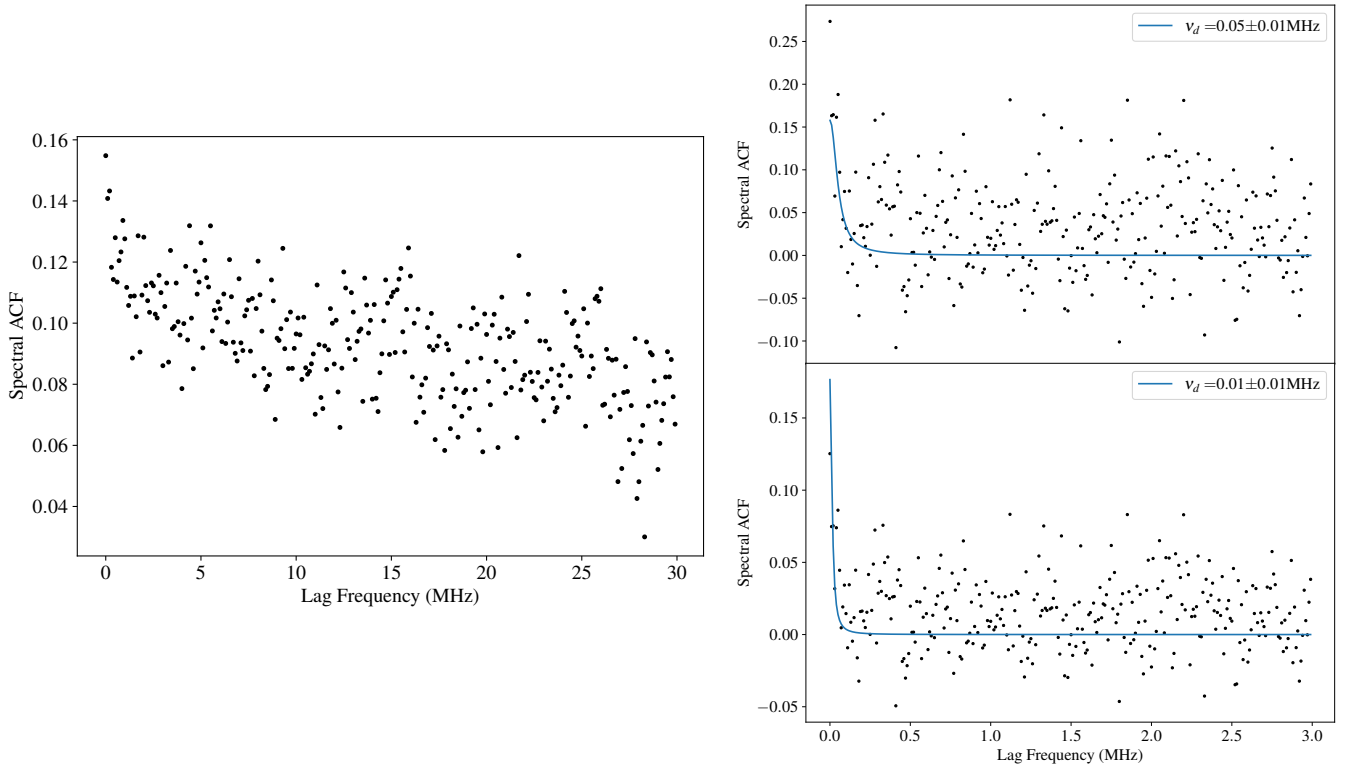 0.16
0.14
0.12
0.10
0.08
0.06
0.04
Spectral ACF
0 5 10 15 20 25 30
Lag Frequency (MHz)
ν_d =0.05±0.01MHz
0.25
0.20
0.15
0.10
0.05
0.00
−0.05
−0.10
Spectral ACF
ν_d =0.01±0.01MHz
0.15
0.10
0.05
0.00
−0.05
Spectral ACF
0.0 0.5 1.0 1.5 2.0 2.5 3.0
Lag Frequency (MHz)